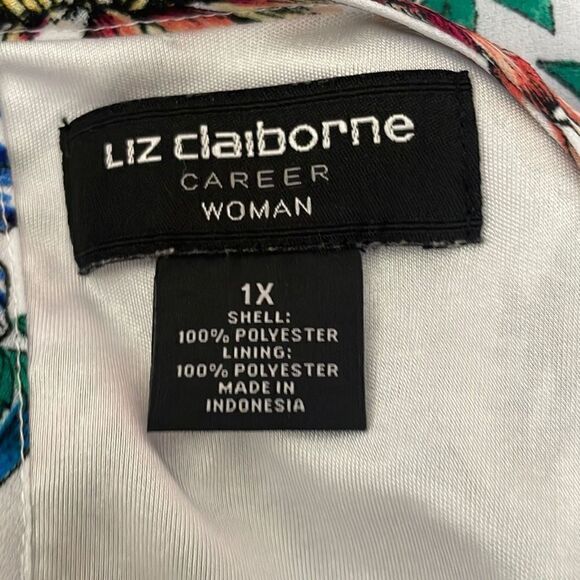 Liz claiborne
CAREER
WOMAN
1X
SHELL:
100% POLYESTER
LINING:
100% POLYESTER
MADE IN
INDONESIA